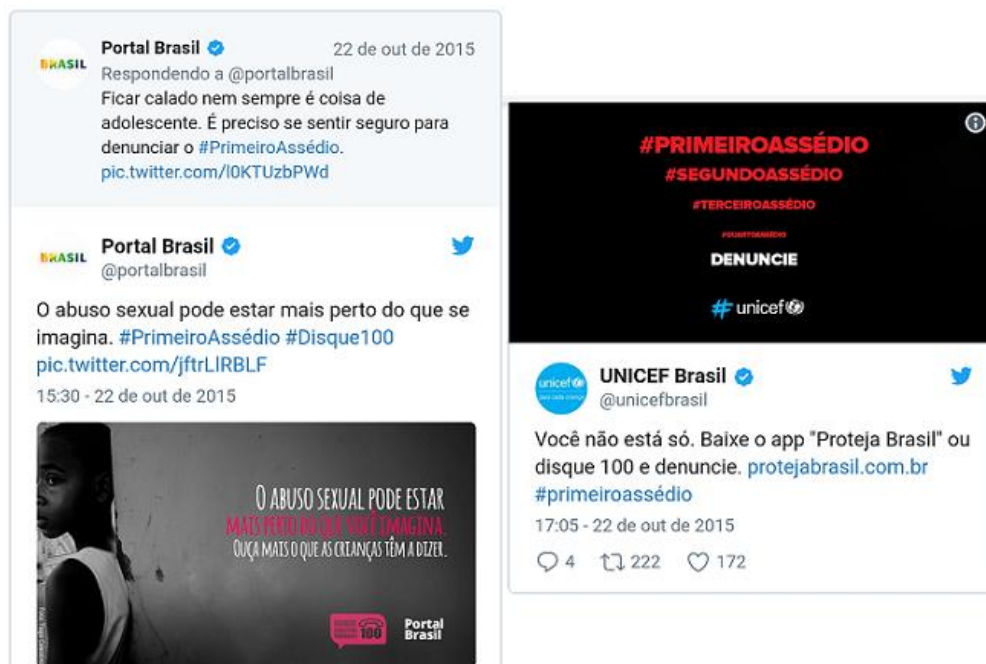 Portal Brasil
22 de out de 2015
Respondendo a @portalbrasil
Ficar calado nem sempre é coisa de
adolescente. É preciso se sentir seguro para
denunciar o #PrimeiroAssédio.
pic.twitter.com/l0KTUzbPWd
BRASIL
Portal Brasil
@portalbrasil
BRASIL
O abuso sexual pode estar mais perto do que se
imagina. #PrimeiroAssédio #Disque100
pic.twitter.com/jftrLlRBLF
15:30 - 22 de out de 2015
O ABUSO SEXUAL PODE ESTAR
MAIS PERTO DO QUE VOCÊ IMAGINA.
OUÇA MAIS O QUE AS CRIANÇAS TÊM A DIZER.
100
Portal
Brasil
#PRIMEIROASSÉDIO
#SEGUNDOASSÉDIO
#TERCEIROASSÉDIO
#QUARTOASSÉDIO
DENUNCIE
# unicef
unicef
UNICEF Brasil
@unicefbrasil
Você não está só. Baixe o app "Proteja Brasil" ou
disque 100 e denuncie. protejabrasil.com.br
#primeiroassédio
17:05 - 22 de out de 2015
4 222 172